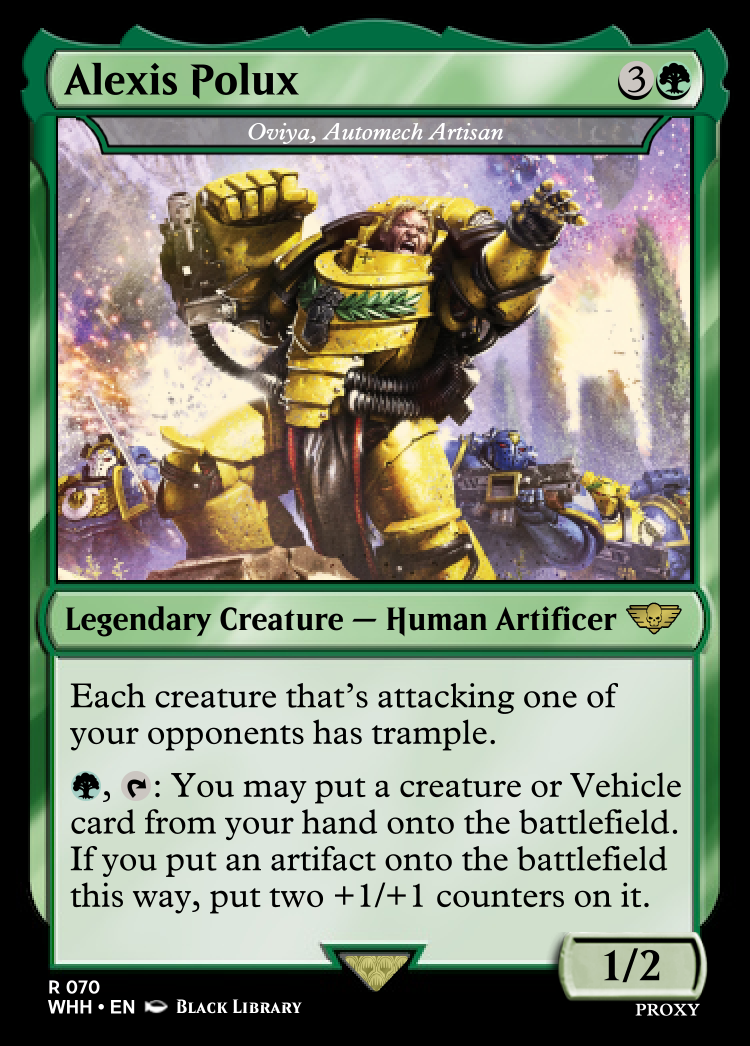 Alexis Polux 3
Oviya, Automech Artisan
Legendary Creature — Human Artificer
Each creature that's attacking one of
your opponents has trample.
, : You may put a creature or Vehicle
card from your hand onto the battlefield.
If you put an artifact onto the battlefield
this way, put two +1/+1 counters on it.
1/2
R 070
WHH • EN Black Library
PROXY